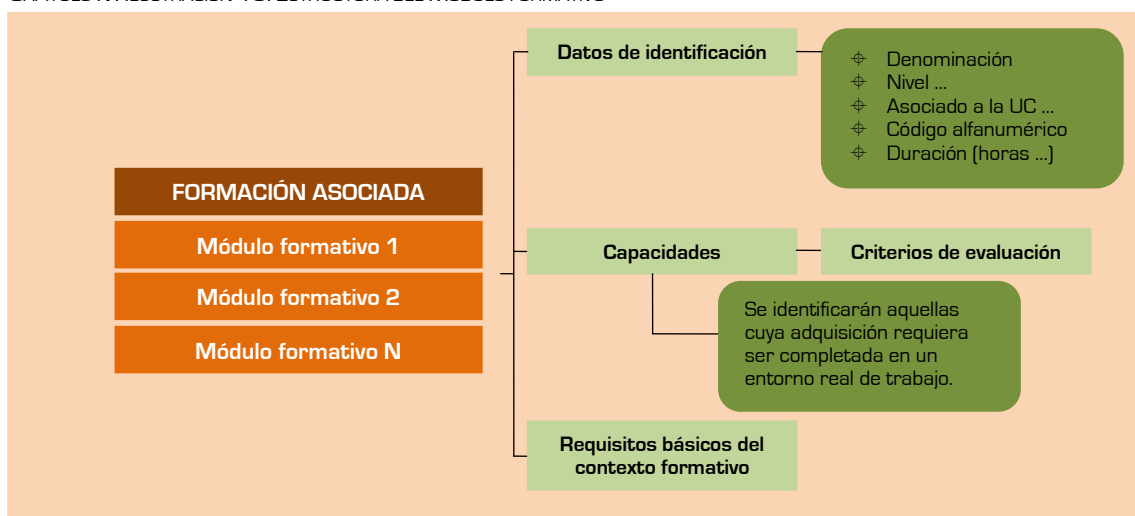 Datos de identificación
Denominación
Nivel ...
Asociado a la UC ...
Código alfanumérico
Duración (horas ...)
FORMACIÓN ASOCIADA
Módulo formativo 1
Módulo formativo 2
Módulo formativo N
Capacidades
Criterios de evaluación
Se identificarán aquellas
cuya adquisición requiera
ser completada en un
entorno real de trabajo.
Requisitos básicos del
contexto formativo